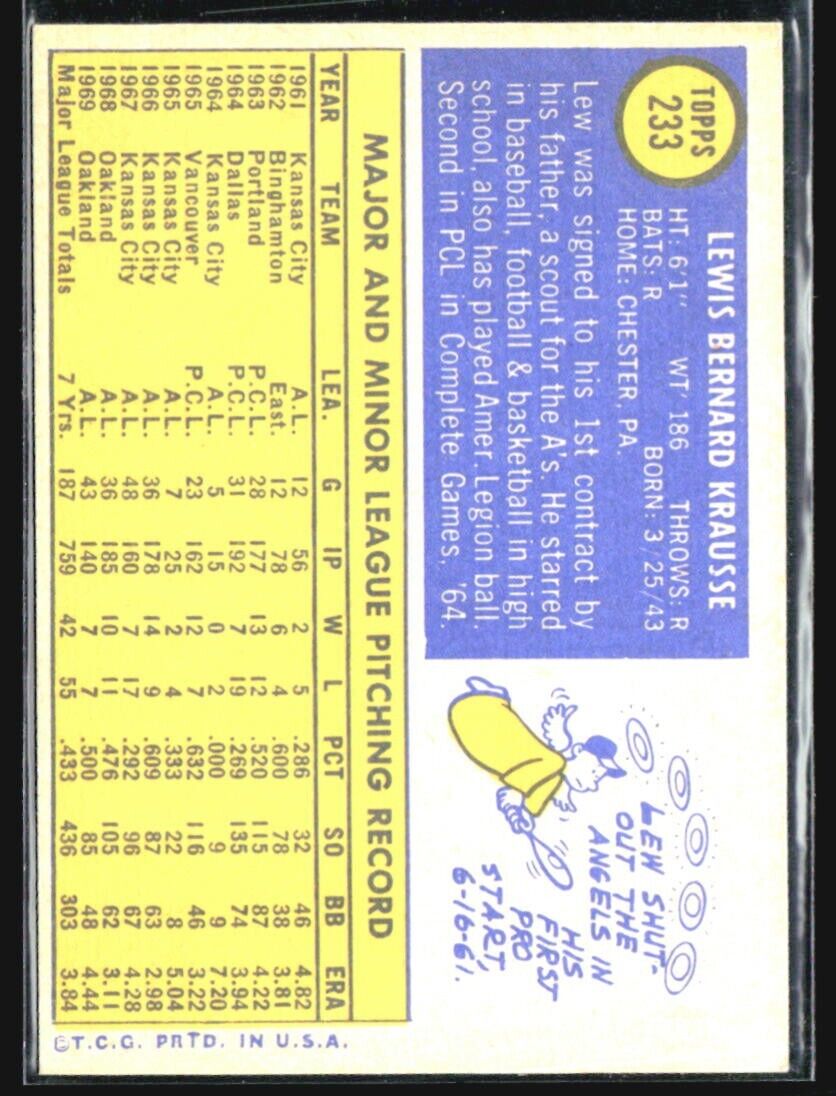 TOPPS
233
LEWIS BERNARD KRAUSSE
HT: 6'1" WT' 186 THROWS: R
BATS: R BORN: 3/25/43
HOME: CHESTER, PA.
Lew was signed to his 1st contract by
his father, a scout for the A's. He starred
in baseball, football & basketball in high
school, also has played Amer. Legion ball.
Second in PCL in Complete Games, '64.
LEW SHUT-
OUT THE
ANGELS IN
HIS
FIRST
PRO
START,
6-16-61.
MAJOR AND MINOR LEAGUE PITCHING RECORD
YEAR TEAM LEA. G IP W L PCT SO BB ERA
1961 Kansas City A.L. 12 56 2 5 .286 32 46 4.82
1962 Binghamton East. 12 78 6 4 .600 78 38 3.81
1963 Portland P.C.L. 28 177 13 12 .520 115 87 4.22
1964 Dallas P.C.L. 31 192 7 19 .269 135 74 3.94
1964 Kansas City A.L. 5 15 0 2 .000 9 9 7.20
1965 Vancouver P.C.L. 23 162 12 7 .632 116 46 3.22
1965 Kansas City A.L. 7 25 2 4 .333 22 8 5.04
1966 Kansas City A.L. 36 178 14 9 .609 87 63 2.98
1967 Kansas City A.L. 48 160 7 17 .292 96 67 4.28
1968 Oakland A.L. 36 185 10 11 .476 105 62 3.11
1969 Oakland A.L. 43 140 7 7 .500 85 48 4.44
Major League Totals 7 Yrs. 187 759 42 55 .433 436 303 3.84
©T.C.G. PRTD. IN U.S.A.